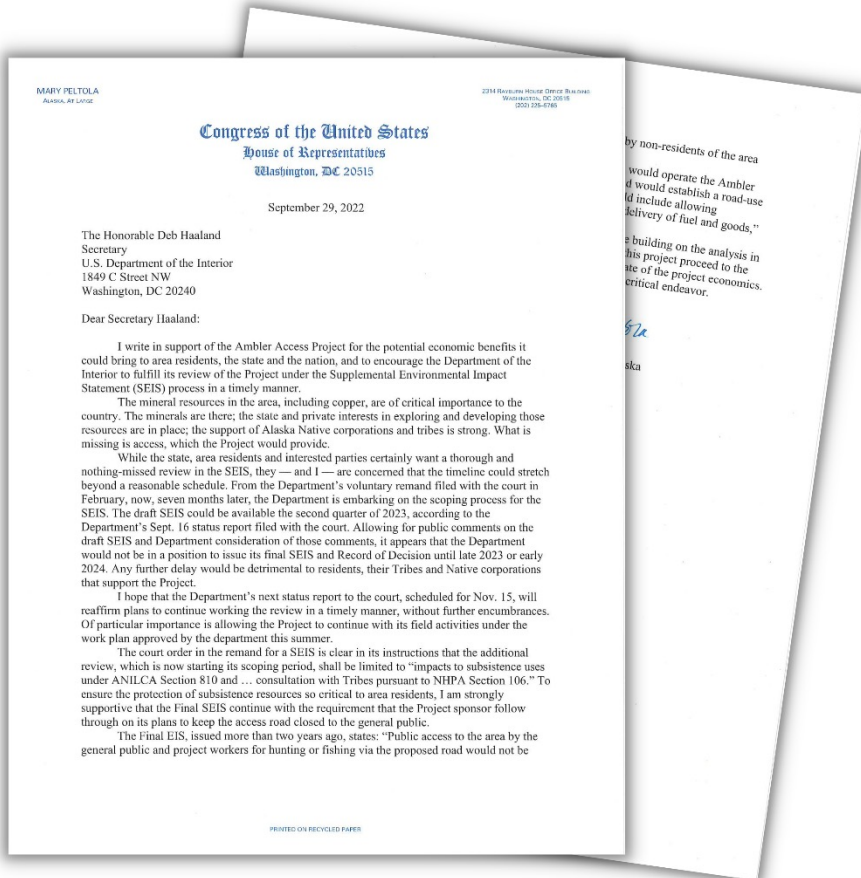 MARY PELTOLA
ALASKA, AT LARGE
2314 RAYBURN HOUSE OFFICE BUILDING
WASHINGTON, DC 20515
(202) 225-5765
Congress of the United States
House of Representatives
Washington, DC 20515
September 29, 2022
The Honorable Deb Haaland
Secretary
U.S. Department of the Interior
1849 C Street NW
Washington, DC 20240
Dear Secretary Haaland:
I write in support of the Ambler Access Project for the potential economic benefits it
could bring to area residents, the state and the nation, and to encourage the Department of the
Interior to fulfill its review of the Project under the Supplemental Environmental Impact
Statement (SEIS) process in a timely manner.
The mineral resources in the area, including copper, are of critical importance to the
country. The minerals are there; the state and private interests in exploring and developing those
resources are in place; the support of Alaska Native corporations and tribes is strong. What is
missing is access, which the Project would provide.
While the state, area residents and interested parties certainly want a thorough and
nothing-missed review in the SEIS, they — and I — are concerned that the timeline could stretch
beyond a reasonable schedule. From the Department's voluntary remand filed with the court in
February, now, seven months later, the Department is embarking on the scoping process for the
SEIS. The draft SEIS could be available the second quarter of 2023, according to the
Department's Sept. 16 status report filed with the court. Allowing for public comments on the
draft SEIS and Department consideration of those comments, it appears that the Department
would not be in a position to issue its final SEIS and Record of Decision until late 2023 or early
2024. Any further delay would be detrimental to residents, their Tribes and Native corporations
that support the Project.
I hope that the Department's next status report to the court, scheduled for Nov. 15, will
reaffirm plans to continue working the review in a timely manner, without further encumbrances.
Of particular importance is allowing the Project to continue with its field activities under the
work plan approved by the department this summer.
The court order in the remand for a SEIS is clear in its instructions that the additional
review, which is now starting its scoping period, shall be limited to "impacts to subsistence uses
under ANILCA Section 810 and … consultation with Tribes pursuant to NHPA Section 106." To
ensure the protection of subsistence resources so critical to area residents, I am strongly
supportive that the Final SEIS continue with the requirement that the Project sponsor follow
through on its plans to keep the access road closed to the general public.
The Final EIS, issued more than two years ago, states: "Public access to the area by the
general public and project workers for hunting or fishing via the proposed road would not be
PRINTED ON RECYCLED PAPER
by non-residents of the area
would operate the Ambler
would establish a road-use
include allowing
delivery of fuel and goods,"
building on the analysis in
this project proceed to the
of the project economics.
critical endeavor.